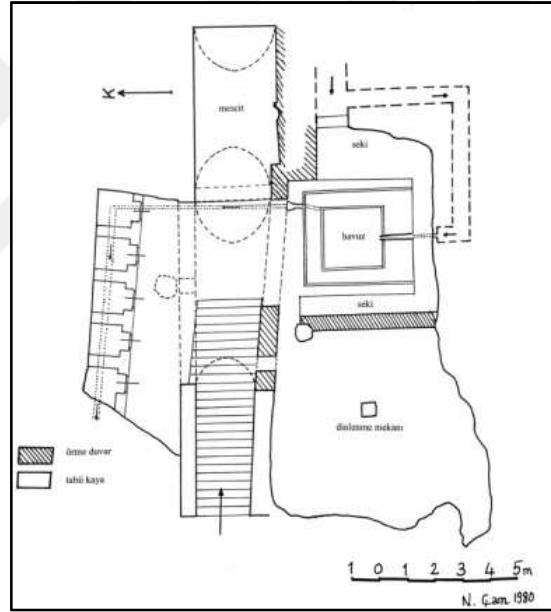 K
mescit
seki
havuz
seki
dinlenme mekanı
örme duvar
tabii kaya
1 0 1 2 3 4 5m
N. Çam 1980